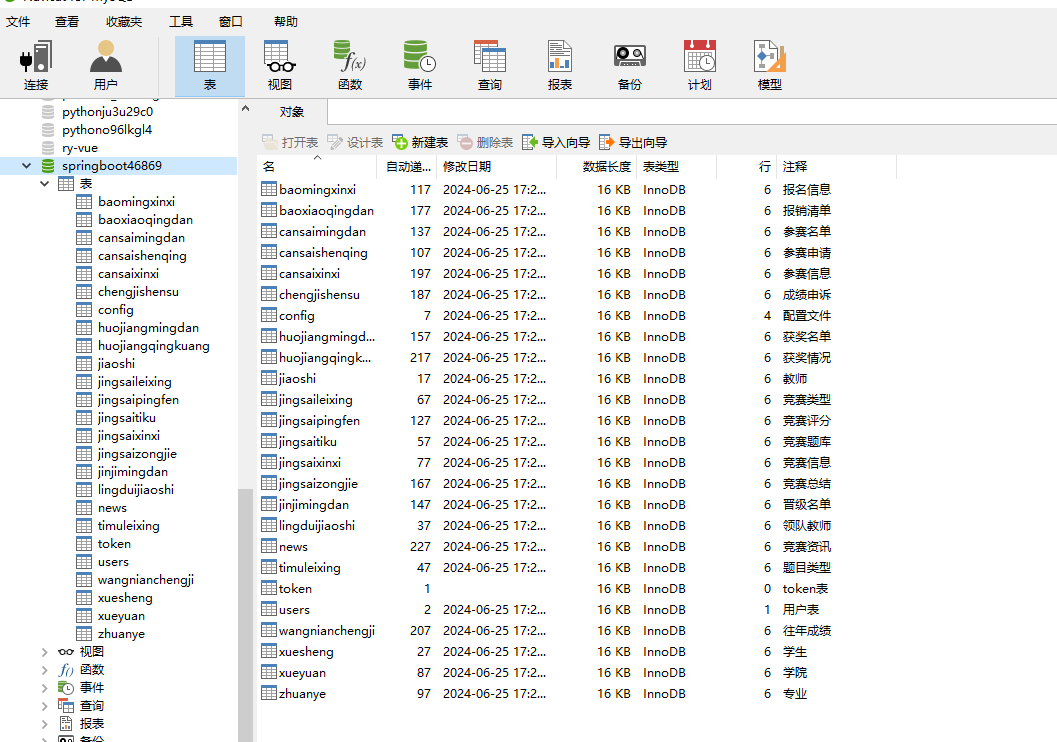 文件 查看 收藏夹 工具 窗口 帮助
连接 用户 表 视图 函数 事件 查询 报表 备份 计划 模型
pythonju3u29c0
pythono96lkgl4
ry-vue
springboot46869
表
baomingxinxi
baoxiaoqingdan
cansaimingdan
cansaishenqing
cansaixinxi
chengjishensu
config
huojiangmingdan
huojiangqingkuang
jiaoshi
jingsaileixing
jingsaipingfen
jingsaitiku
jingsaixinxi
jingsaizongjie
jinjimingdan
lingduijiaoshi
news
timuleixing
token
users
wangnianchengji
xuesheng
xueyuan
zhuanye
视图
函数
事件
查询
报表
备份
对象
打开表 设计表 新建表 删除表 导入向导 导出向导
名 自动递... 修改日期 数据长度 表类型 行 注释
baomingxinxi 117 2024-06-25 17:2... 16 KB InnoDB 6 报名信息
baoxiaoqingdan 177 2024-06-25 17:2... 16 KB InnoDB 6 报销清单
cansaimingdan 137 2024-06-25 17:2... 16 KB InnoDB 6 参赛名单
cansaishenqing 107 2024-06-25 17:2... 16 KB InnoDB 6 参赛申请
cansaixinxi 197 2024-06-25 17:2... 16 KB InnoDB 6 参赛信息
chengjishensu 187 2024-06-25 17:2... 16 KB InnoDB 6 成绩申诉
config 7 2024-06-25 17:2... 16 KB InnoDB 4 配置文件
huojiangmingd... 157 2024-06-25 17:2... 16 KB InnoDB 6 获奖名单
huojiangqingk... 217 2024-06-25 17:2... 16 KB InnoDB 6 获奖情况
jiaoshi 17 2024-06-25 17:2... 16 KB InnoDB 6 教师
jingsaileixing 67 2024-06-25 17:2... 16 KB InnoDB 6 竞赛类型
jingsaipingfen 127 2024-06-25 17:2... 16 KB InnoDB 6 竞赛评分
jingsaitiku 57 2024-06-25 17:2... 16 KB InnoDB 6 竞赛题库
jingsaixinxi 77 2024-06-25 17:2... 16 KB InnoDB 6 竞赛信息
jingsaizongjie 167 2024-06-25 17:2... 16 KB InnoDB 6 竞赛总结
jinjimingdan 147 2024-06-25 17:2... 16 KB InnoDB 6 晋级名单
lingduijiaoshi 37 2024-06-25 17:2... 16 KB InnoDB 6 领队教师
news 227 2024-06-25 17:2... 16 KB InnoDB 6 竞赛资讯
timuleixing 47 2024-06-25 17:2... 16 KB InnoDB 6 题目类型
token 1 16 KB InnoDB 0 token表
users 2 2024-06-25 17:2... 16 KB InnoDB 1 用户表
wangnianchengji 207 2024-06-25 17:2... 16 KB InnoDB 6 往年成绩
xuesheng 27 2024-06-25 17:2... 16 KB InnoDB 6 学生
xueyuan 87 2024-06-25 17:2... 16 KB InnoDB 6 学院
zhuanye 97 2024-06-25 17:2... 16 KB InnoDB 6 专业